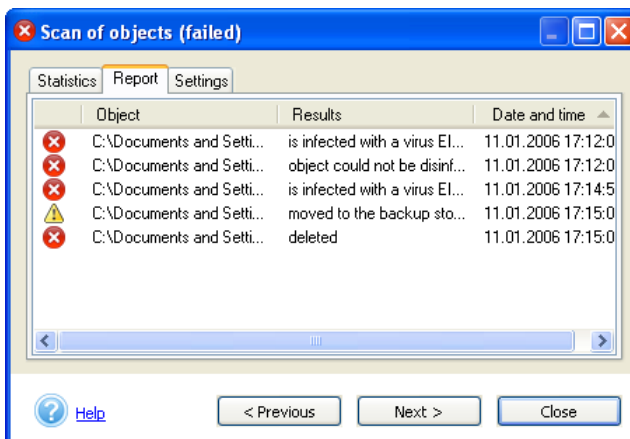 Scan of objects (failed)
Statistics Report Settings
Object Results Date and time
C:\Documents and Setti... is infected with a virus EI... 11.01.2006 17:12:0
C:\Documents and Setti... object could not be disinf... 11.01.2006 17:12:0
C:\Documents and Setti... is infected with a virus EI... 11.01.2006 17:14:5
C:\Documents and Setti... moved to the backup sto... 11.01.2006 17:15:0
C:\Documents and Setti... deleted 11.01.2006 17:15:0
Help < Previous Next > Close